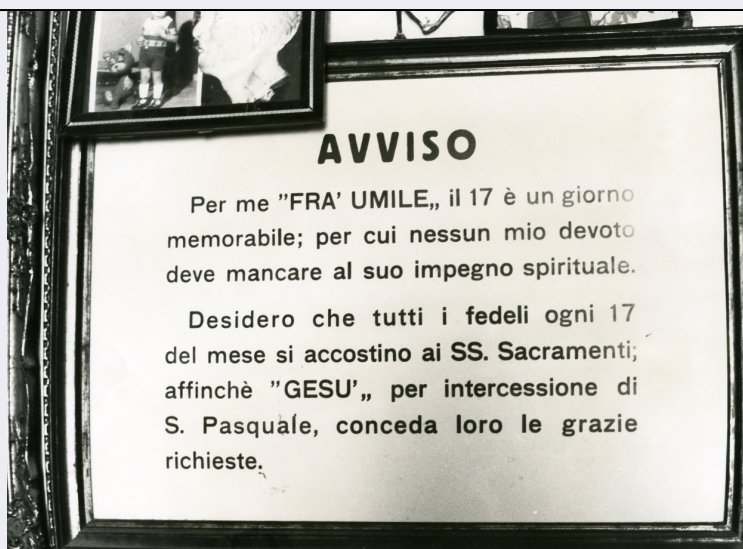 AVVISO
Per me "FRA' UMILE„ il 17 è un giorno
memorabile; per cui nessun mio devoto
deve mancare al suo impegno spirituale.
Desidero che tutti i fedeli ogni 17
del mese si accostino ai SS. Sacramenti;
affinchè "GESU'„ per intercessione di
S. Pasquale, conceda loro le grazie
richieste.